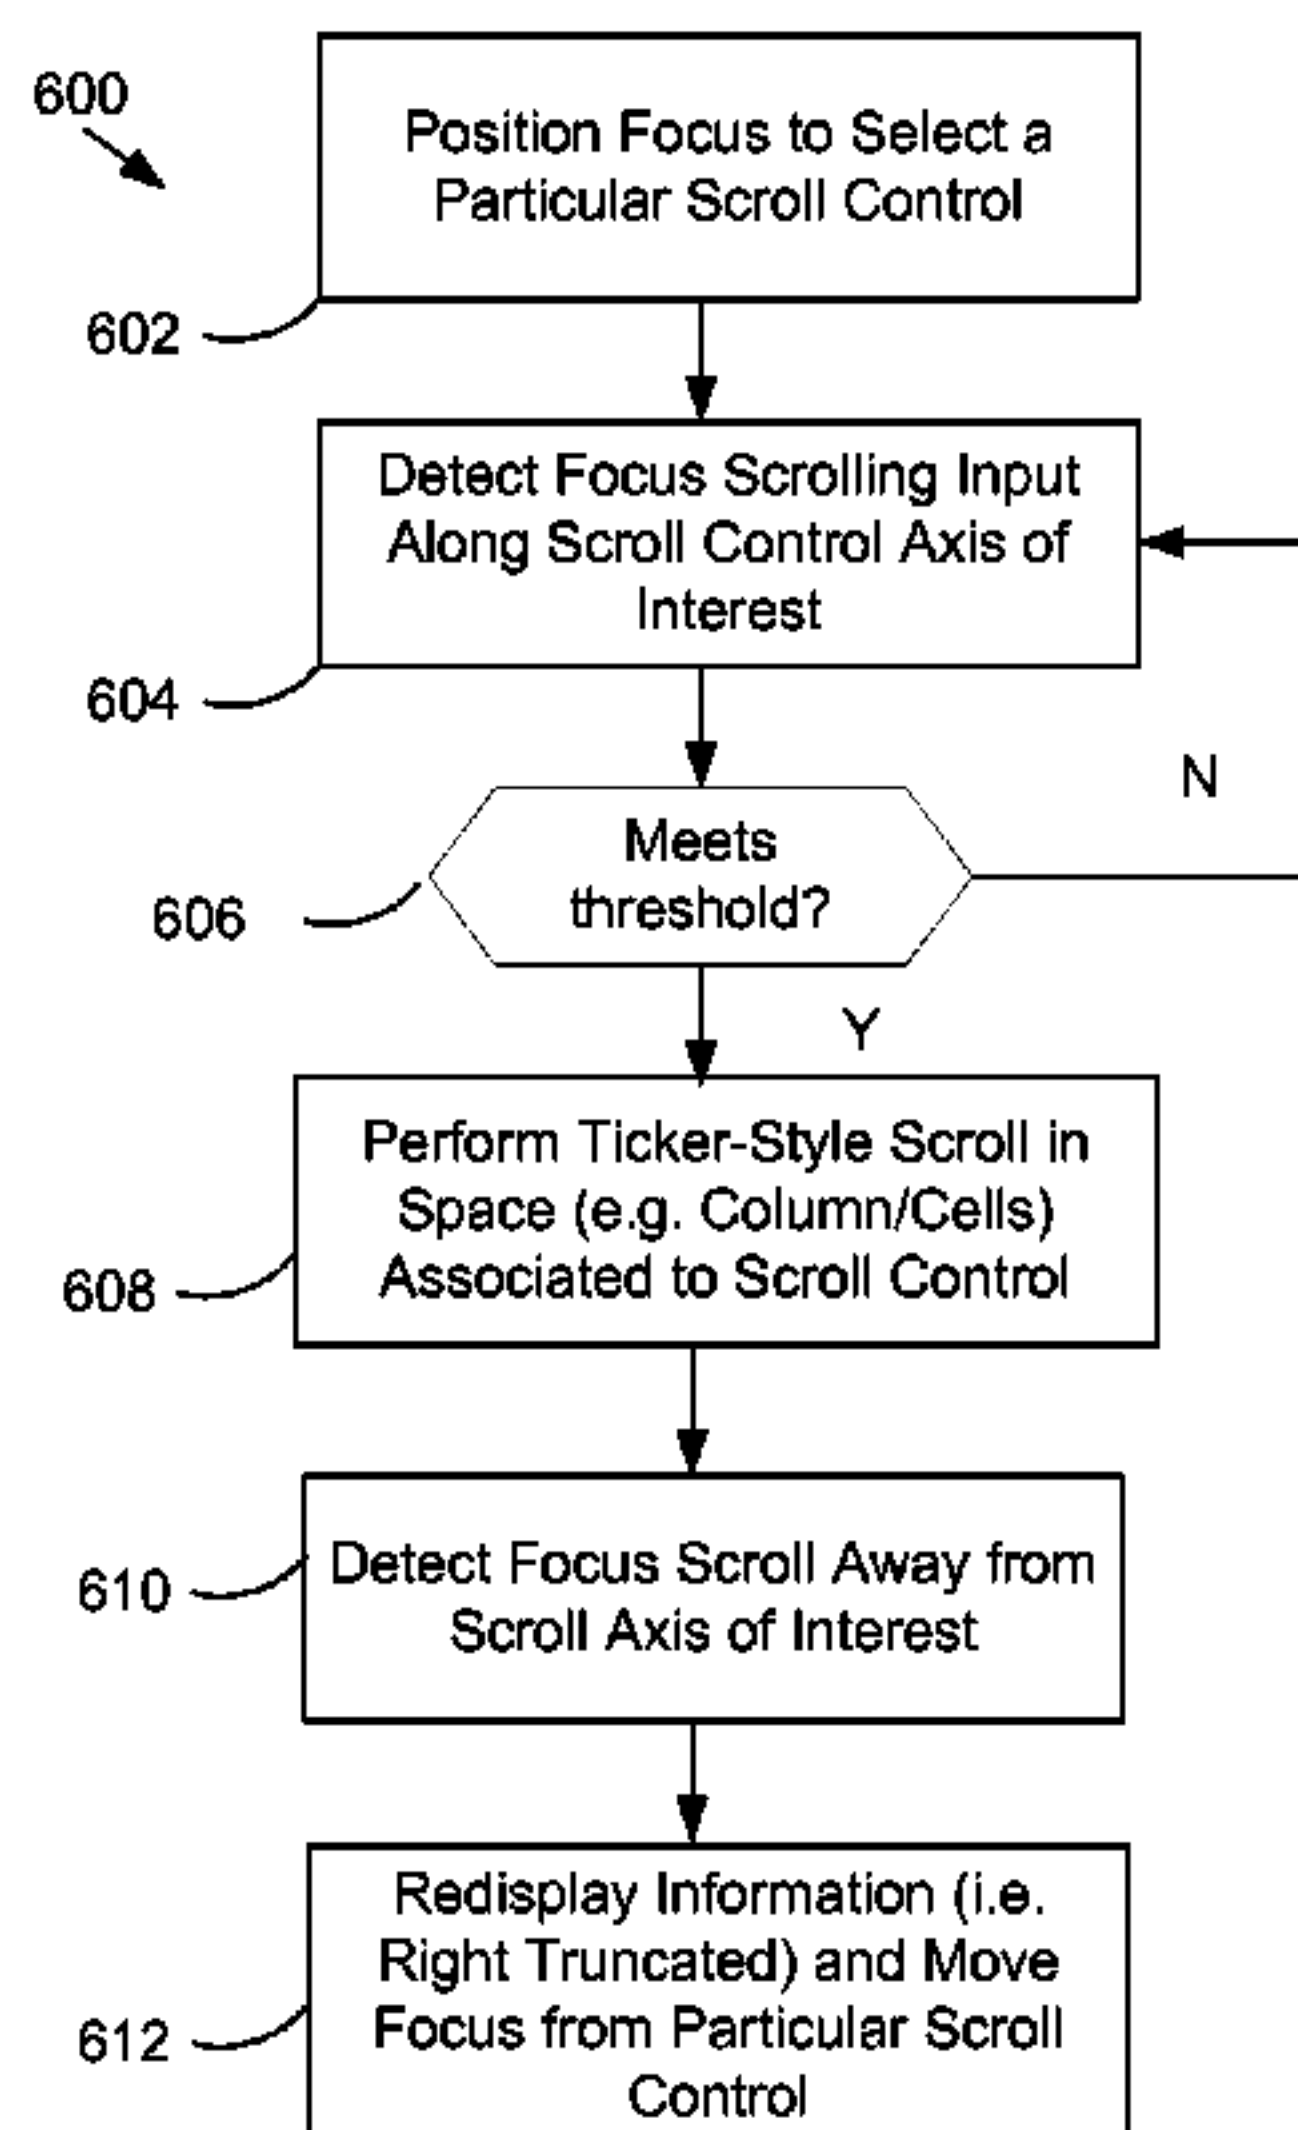 600
Position Focus to Select a
Particular Scroll Control
602
Detect Focus Scrolling Input
Along Scroll Control Axis of
Interest
604
N
Meets
threshold?
606
Y
Perform Ticker-Style Scroll in
Space (e.g. Column/Cells)
Associated to Scroll Control
608
Detect Focus Scroll Away from
Scroll Axis of Interest
610
Redisplay Information (i.e.
Right Truncated) and Move
Focus from Particular Scroll
Control
612